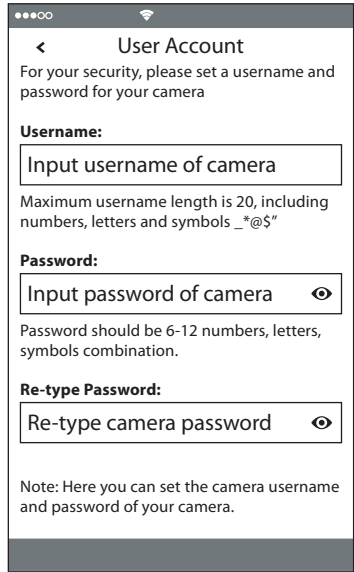 User Account
For your security, please set a username and
password for your camera
Username:
Input username of camera
Maximum username length is 20, including
numbers, letters and symbols _*@$"
Password:
Input password of camera
Password should be 6-12 numbers, letters,
symbols combination.
Re-type Password:
Re-type camera password
Note: Here you can set the camera username
and password of your camera.